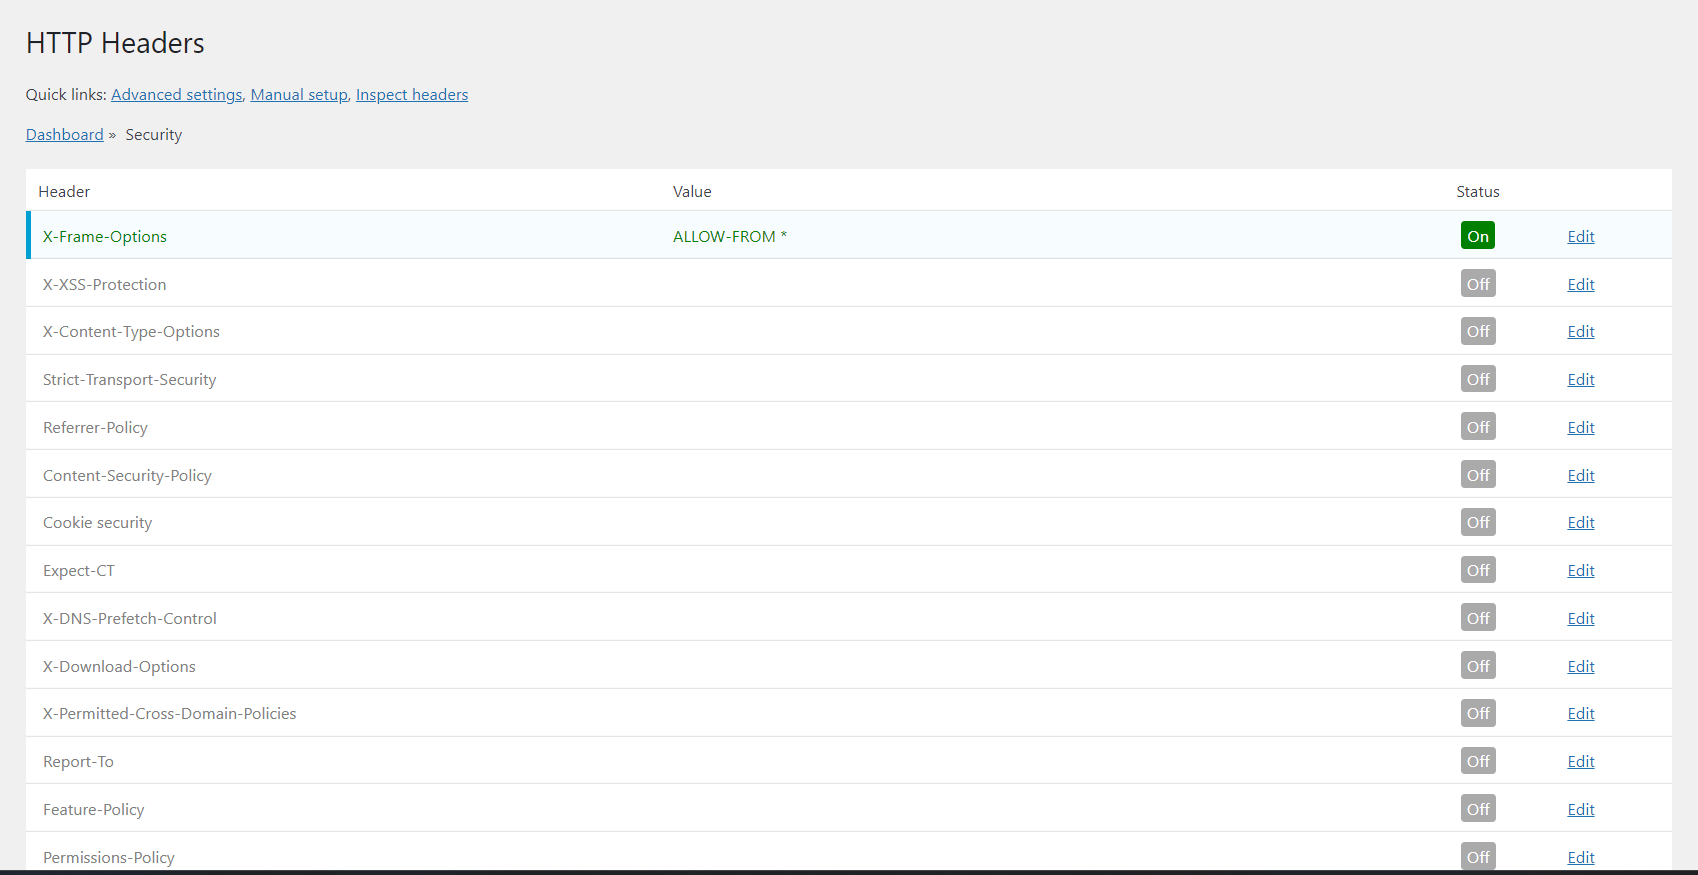 HTTP Headers
Quick links: Advanced settings, Manual setup, Inspect headers
Dashboard » Security
Header Value Status
X-Frame-Options ALLOW-FROM * On Edit
X-XSS-Protection Off Edit
X-Content-Type-Options Off Edit
Strict-Transport-Security Off Edit
Referrer-Policy Off Edit
Content-Security-Policy Off Edit
Cookie security Off Edit
Expect-CT Off Edit
X-DNS-Prefetch-Control Off Edit
X-Download-Options Off Edit
X-Permitted-Cross-Domain-Policies Off Edit
Report-To Off Edit
Feature-Policy Off Edit
Permissions-Policy Off Edit